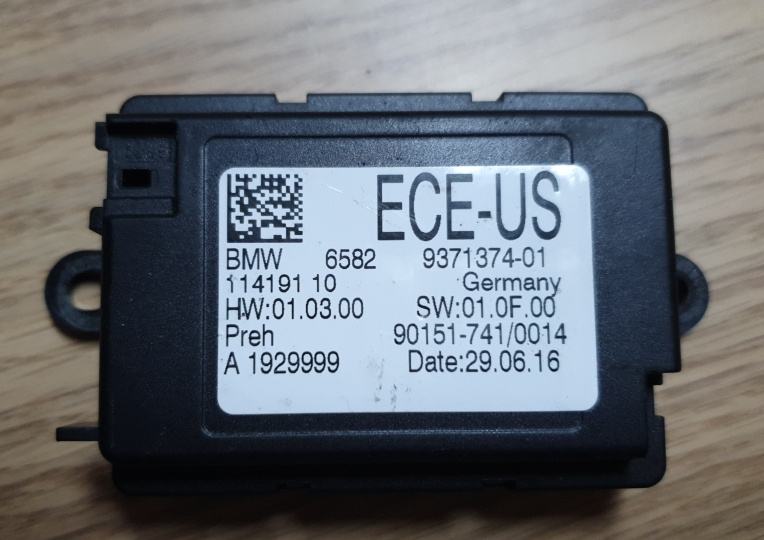 ECE-US
BMW 6582 9371374-01
114191 10 Germany
HW:01.03.00 SW:01.0F.00
Preh 90151-741/0014
A 1929999 Date:29.06.16